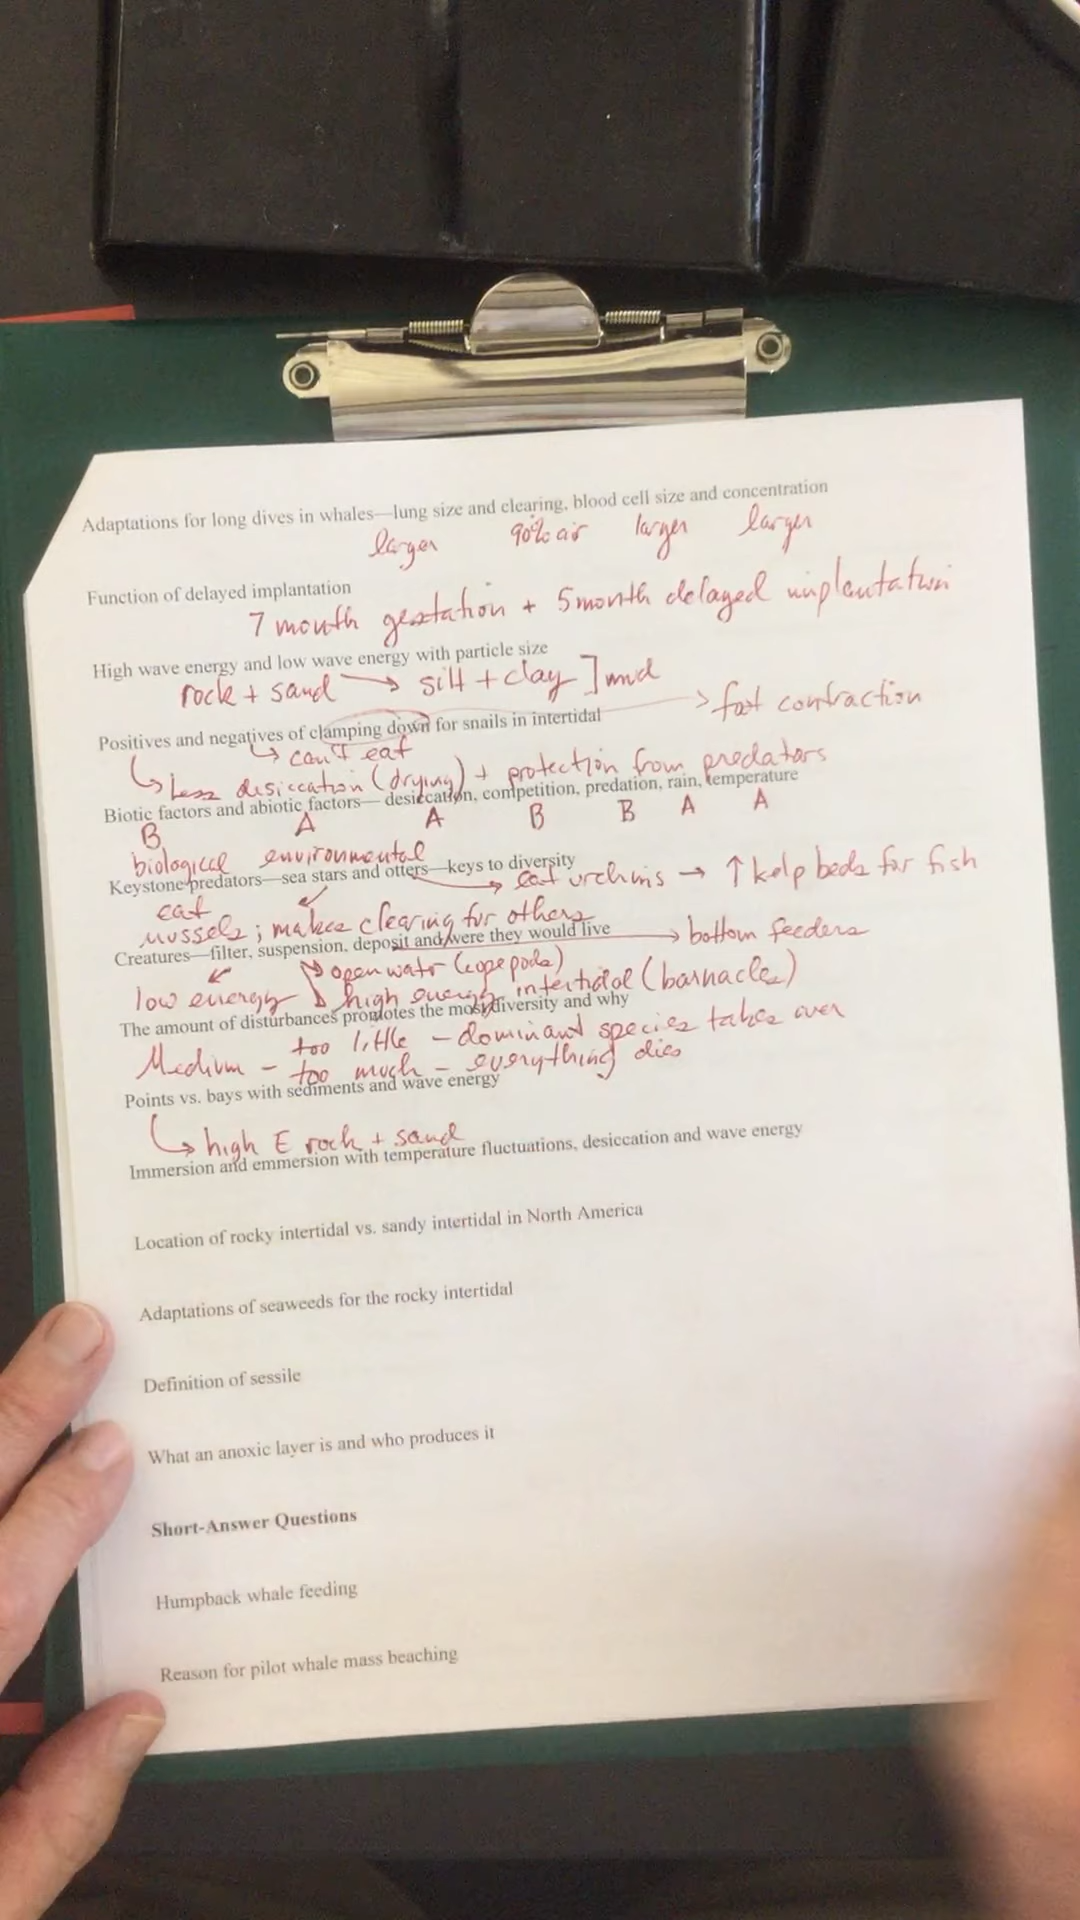 Adaptations for long dives in whales—lung size and clearing, blood cell size and concentration
larger 90% air larger larger
Function of delayed implantation
7 month gestation + 5 month delayed implantation
High wave energy and low wave energy with particle size
rock + sand → silt + clay ] mud
Positives and negatives of clamping down for snails in intertidal → foot contraction
↳ can't eat
↳ Less desiccation (drying) + protection from predators
Biotic factors and abiotic factors— desiccation, competition, predation, rain, temperature
B A A B B A A
biological environmental
Keystone predators—sea stars and otters—keys to diversity
→ eat urchins → ↑ kelp beds for fish
eat
mussels; makes clearing for others
Creatures—filter, suspension, deposit and were they would live → bottom feeders
open water (copepods)
low energy high energy intertidal (barnacles)
The amount of disturbances promotes the most diversity and why
too little - dominant species takes over
Medium - too much - everything dies
Points vs. bays with sediments and wave energy
↳ high E rock + sand
Immersion and emmersion with temperature fluctuations, desiccation and wave energy
Location of rocky intertidal vs. sandy intertidal in North America
Adaptations of seaweeds for the rocky intertidal
Definition of sessile
What an anoxic layer is and who produces it
Short-Answer Questions
Humpback whale feeding
Reason for pilot whale mass beaching